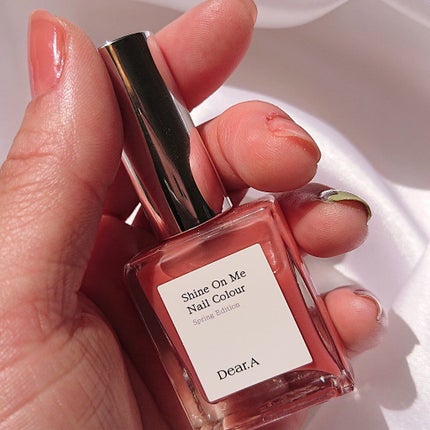 Shine On Me
Nail Colour
Spring Edition
Dear.A